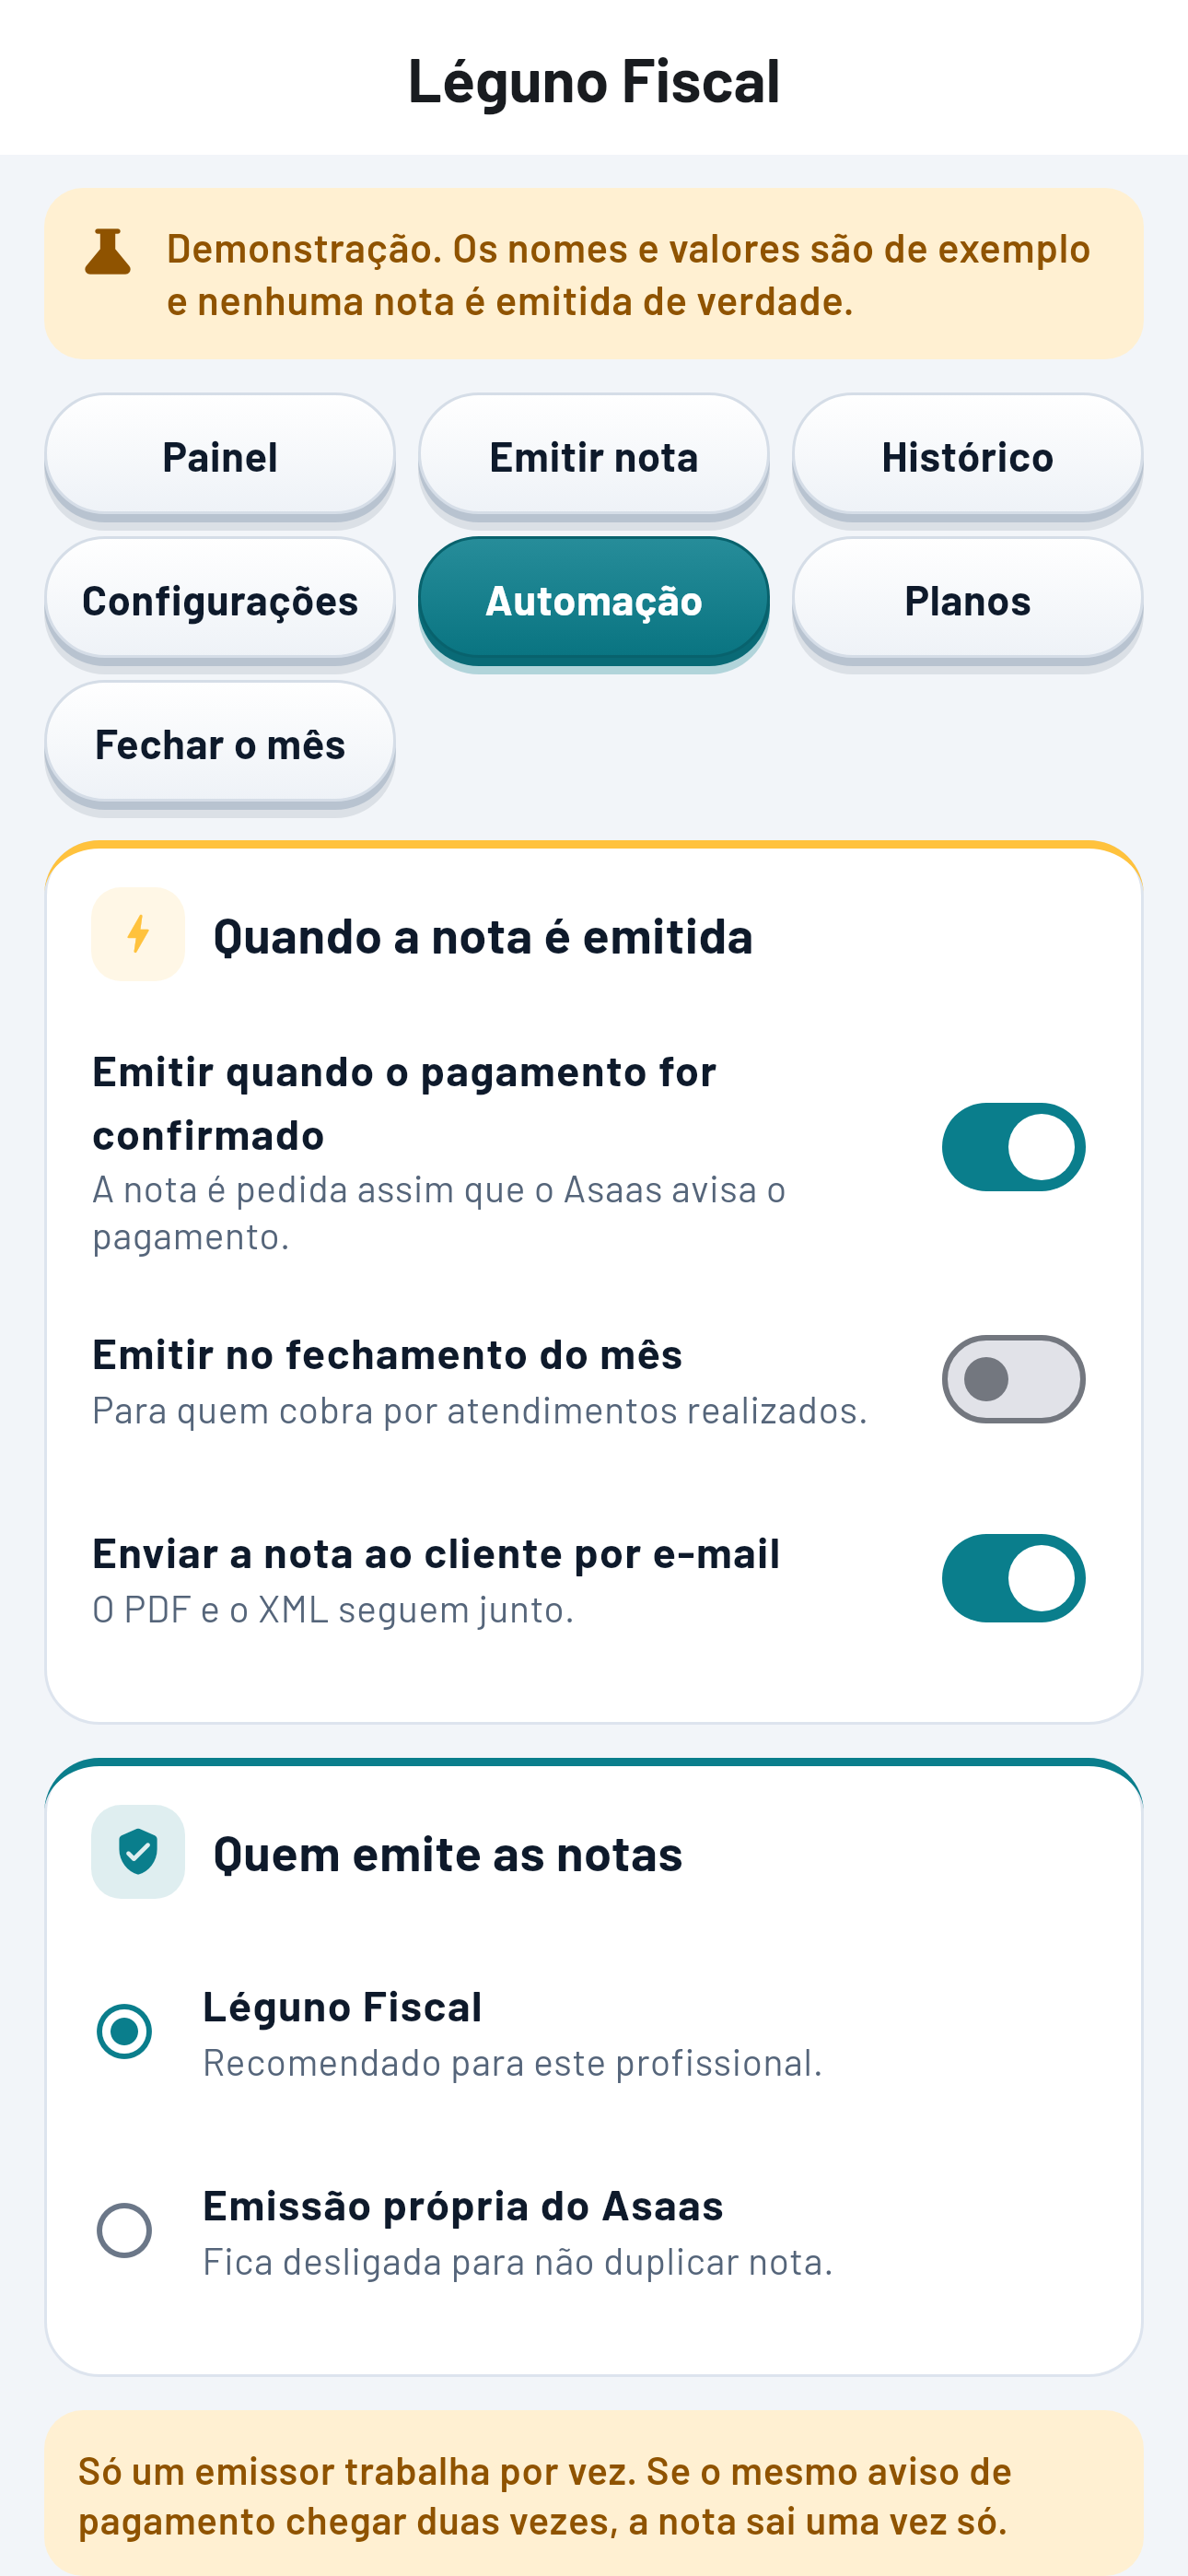 Léguno Fiscal
Demonstração. Os nomes e valores são de exemplo
e nenhuma nota é emitida de verdade.
Painel
Emitir nota
Histórico
Configurações
Automação
Planos
Fechar o mês
Quando a nota é emitida
Emitir quando o pagamento for
confirmado
A nota é pedida assim que o Asaas avisa o
pagamento.
Emitir no fechamento do mês
Para quem cobra por atendimentos realizados.
Enviar a nota ao cliente por e-mail
O PDF e o XML seguem junto.
Quem emite as notas
Léguno Fiscal
Recomendado para este profissional.
Emissão própria do Asaas
Fica desligada para não duplicar nota.
Só um emissor trabalha por vez. Se o mesmo aviso de
pagamento chegar duas vezes, a nota sai uma vez só.